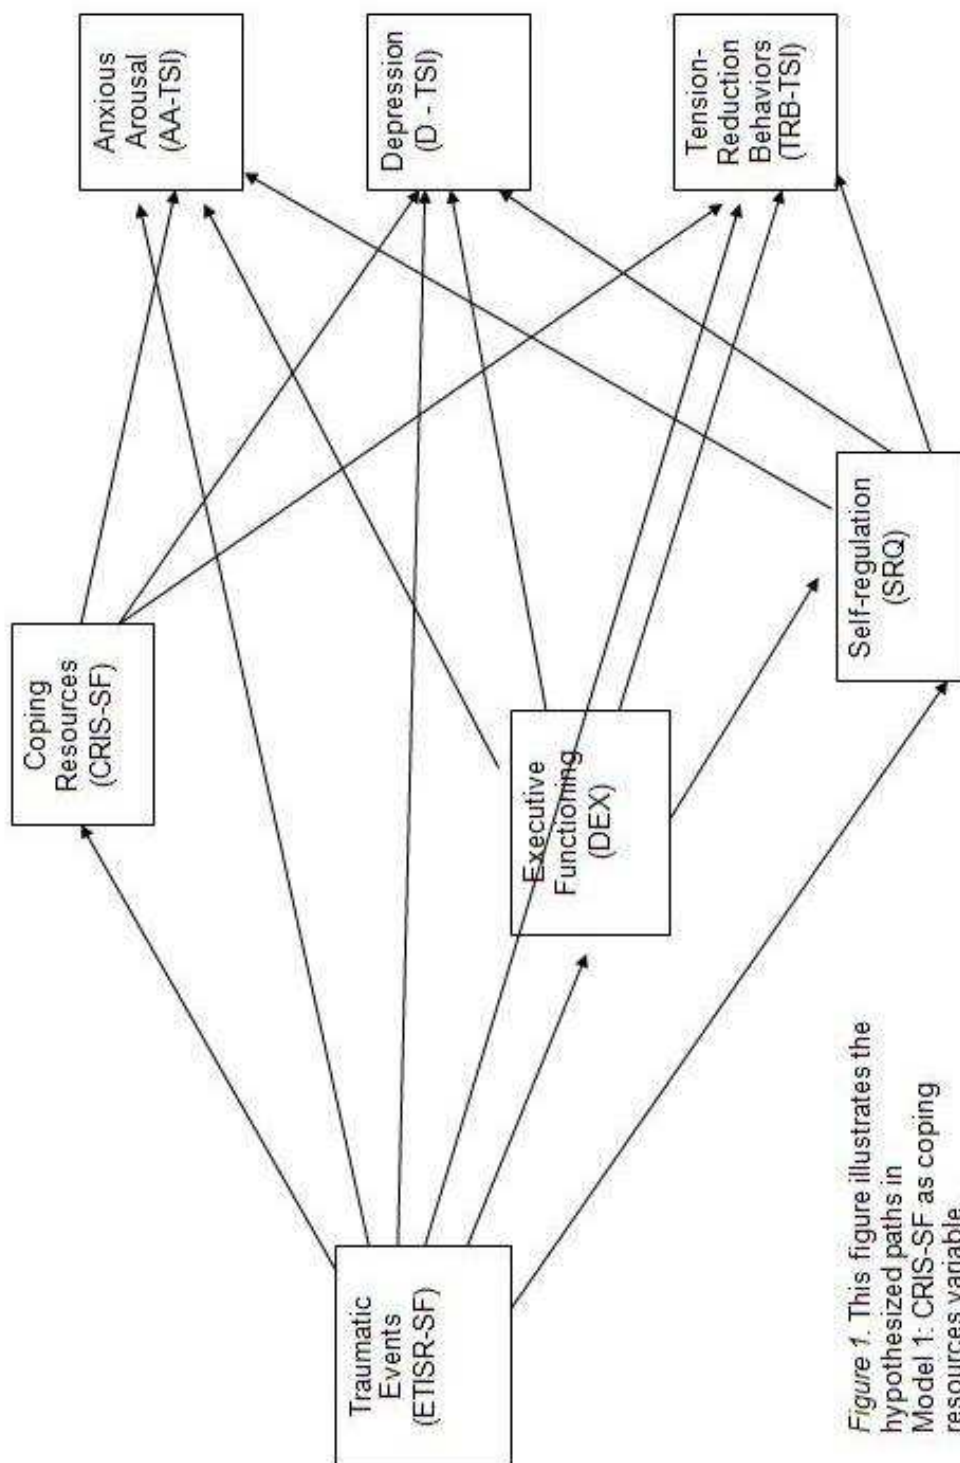 Coping
Resources
(CRIS-SF)
Anxious
Arousal
(AA-TSI)
Traumatic
Events
(ETISR-SF)
Depression
(D - TSI)
Executive
Functioning
(DEX)
Tension-
Reduction
Behaviors
(TRB-TSI)
Self-regulation
(SRQ)
Figure 1. This figure illustrates the
hypothesized paths in
Model 1: CRIS-SF as coping
resources variable